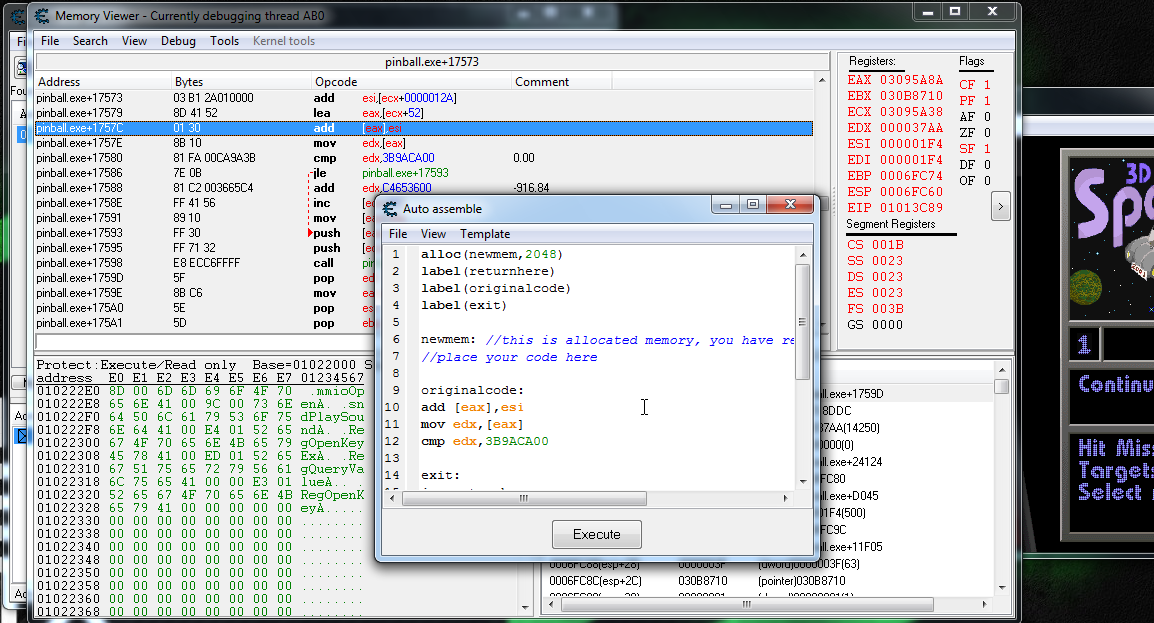 Memory Viewer - Currently debugging thread AB0
File Search View Debug Tools Kernel tools
pinball.exe+17573
Address Bytes Opcode Comment
pinball.exe+17573 03 B1 2A010000 add esi,[ecx+0000012A]
pinball.exe+17579 8D 41 52 lea eax,[ecx+52]
pinball.exe+1757C 01 30 add [eax],esi
pinball.exe+1757E 8B 10 mov edx,[eax]
pinball.exe+17580 81 FA 00CA9A3B cmp edx,3B9ACA00 0.00
pinball.exe+17586 7E 0B jle pinball.exe+17593
pinball.exe+17588 81 C2 003665C4 add edx,C4653600 -916.84
pinball.exe+1758E FF 41 56 inc [e
pinball.exe+17591 89 10 mov [ea
pinball.exe+17593 FF 30 push [ea
pinball.exe+17595 FF 71 32 push [e
pinball.exe+17598 E8 ECC6FFFF call pin
pinball.exe+1759D 5F pop ed
pinball.exe+1759E 8B C6 mov ea
pinball.exe+175A0 5E pop es
pinball.exe+175A1 5D pop eb
Registers: Flags
EAX 03095A8A CF 1
EBX 030B8710 PF 1
ECX 03095A38 AF 0
EDX 000037AA ZF 0
ESI 000001F4 SF 1
EDI 000001F4 DF 0
EBP 0006FC74 OF 0
ESP 0006FC60
EIP 01013C89
>
Segment Registers
CS 001B
SS 0023
DS 0023
ES 0023
FS 003B
GS 0000
Auto assemble
File View Template
1 alloc(newmem,2048)
2 label(returnhere)
3 label(originalcode)
4 label(exit)
5
6 newmem: //this is allocated memory, you have re
7 //place your code here
8
9 originalcode:
10 add [eax],esi
11 mov edx,[eax]
12 cmp edx,3B9ACA00
13
14 exit:
Execute
Protect:Execute/Read only Base=01022000 S
address E0 E1 E2 E3 E4 E5 E6 E7 01234567
010222E0 8D 00 6D 6D 69 6F 4F 70 ..mmioOp
010222E8 65 6E 41 00 9C 00 73 6E enA...sn
010222F0 64 50 6C 61 79 53 6F 75 dPlaySou
010222F8 6E 64 41 00 E4 01 52 65 ndA...Re
01022300 67 4F 70 65 6E 4B 65 79 gOpenKey
01022308 45 78 41 00 ED 01 52 65 ExA...Re
01022310 67 51 75 65 72 79 56 61 gQueryVa
01022318 6C 75 65 41 00 00 E3 01 lueA....
01022320 52 65 67 4F 70 65 6E 4B RegOpenK
01022328 65 79 41 00 00 00 00 00 eyA.....
01022330 00 00 00 00 00 00 00 00 ........
01022338 00 00 00 00 00 00 00 00 ........
01022340 00 00 00 00 00 00 00 00 ........
01022348 00 00 00 00 00 00 00 00 ........
01022350 00 00 00 00 00 00 00 00 ........
01022358 00 00 00 00 00 00 00 00 ........
01022360 00 00 00 00 00 00 00 00 ........
01022368 00 00 00 00 00 00 00 00 ........
ll.exe+1759D
8DDC
7AA(14250)
0000(0)
ll.exe+24124
FC80
ll.exe+D045
01F4(500)
FC9C
ll.exe+11F05
0006FC88(esp+28) 0000003F (dword)0000003F(63)
0006FC8C(esp+2C) 030B8710 (pointer)030B8710
3D
Spa
1
Continu
Hit Miss
Targets
Select